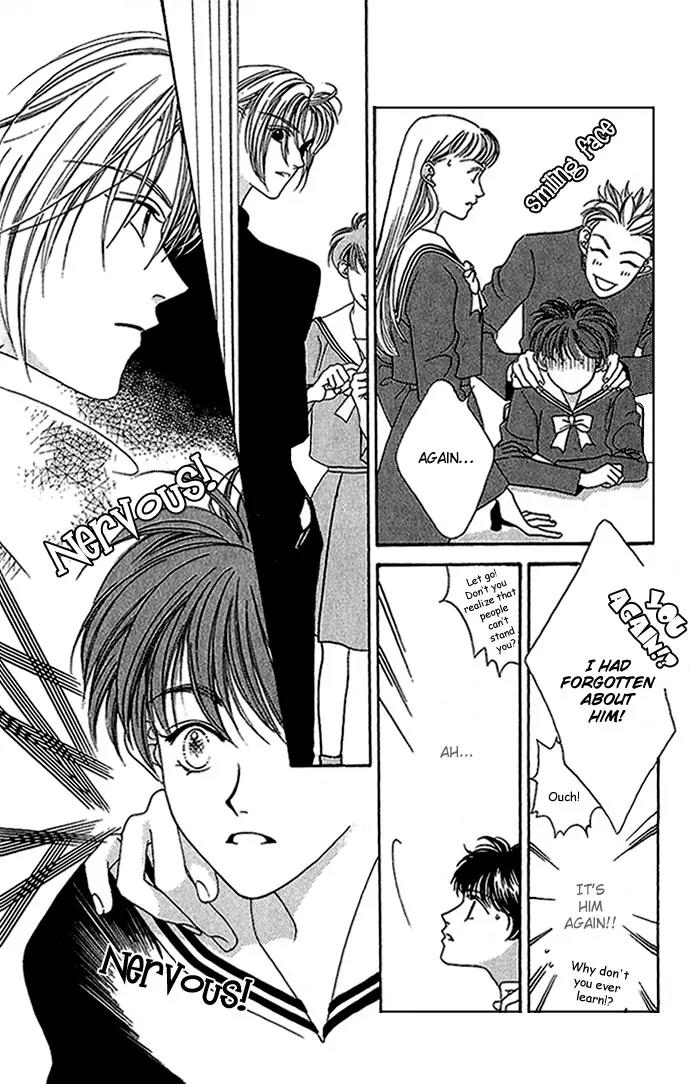 Smiling face
AGAIN...
YOU
AGAIN!?
I HAD
FORGOTTEN
ABOUT
HIM!
Ouch!
IT'S
HIM
AGAIN!!
Why don't
you ever
learn!?
Let go!
Don't you
realize that
people
can't
stand
you?
AH...
Nervous!
Nervous!